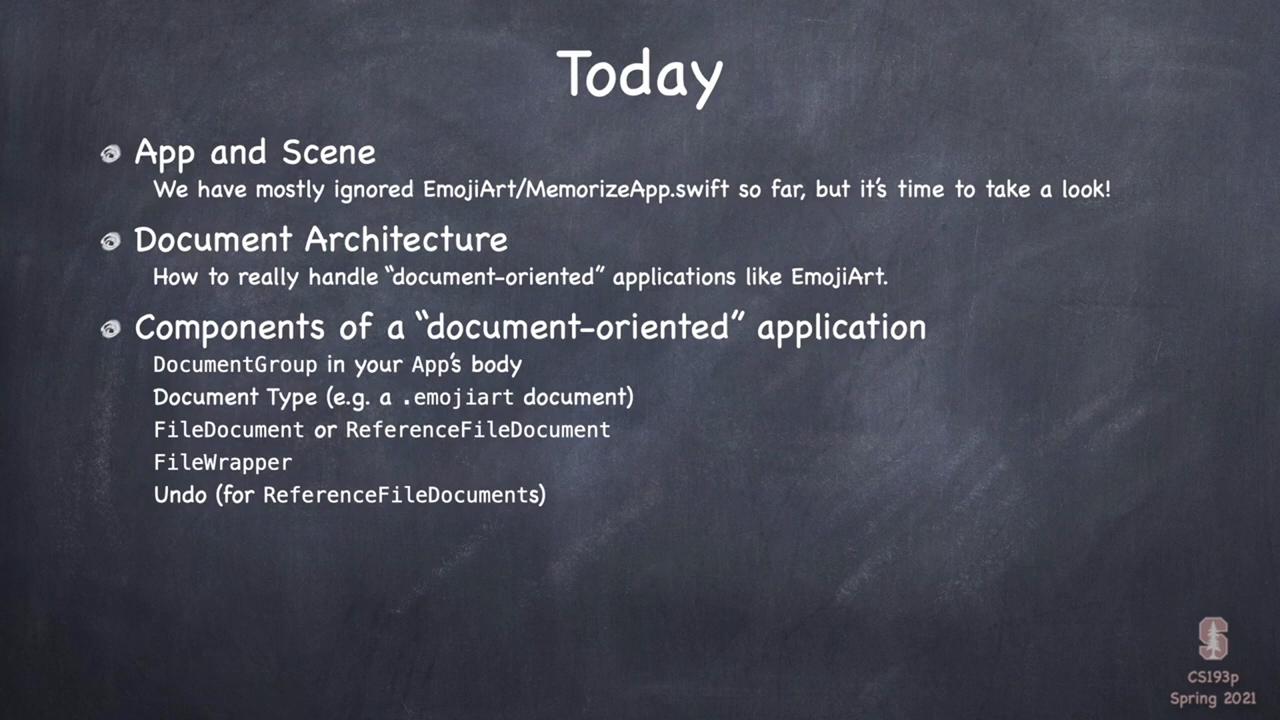 Today
App and Scene
We have mostly ignored EmojiArt/MemorizeApp.swift so far, but it's time to take a look!
Document Architecture
How to really handle “document-oriented” applications like EmojiArt.
Components of a “document-oriented” application
DocumentGroup in your App's body
Document Type (e.g. a .emojiart document)
FileDocument or ReferenceFileDocument
FileWrapper
Undo (for ReferenceFileDocuments)
S
CS193p
Spring 2021